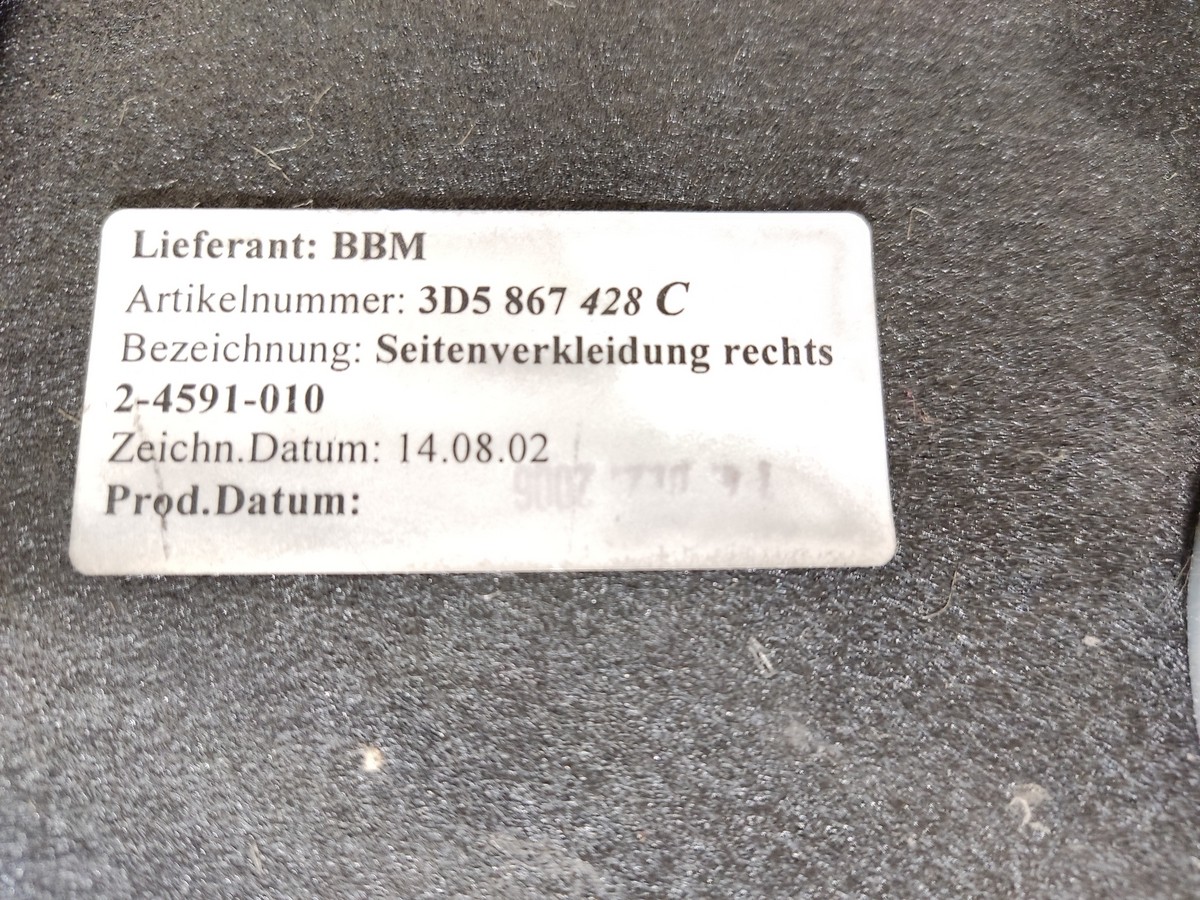 Lieferant: BBM
Artikelnummer: 3D5 867 428 C
Bezeichnung: Seitenverkleidung rechts
2-4591-010
Zeichn.Datum: 14.08.02
Prod.Datum: